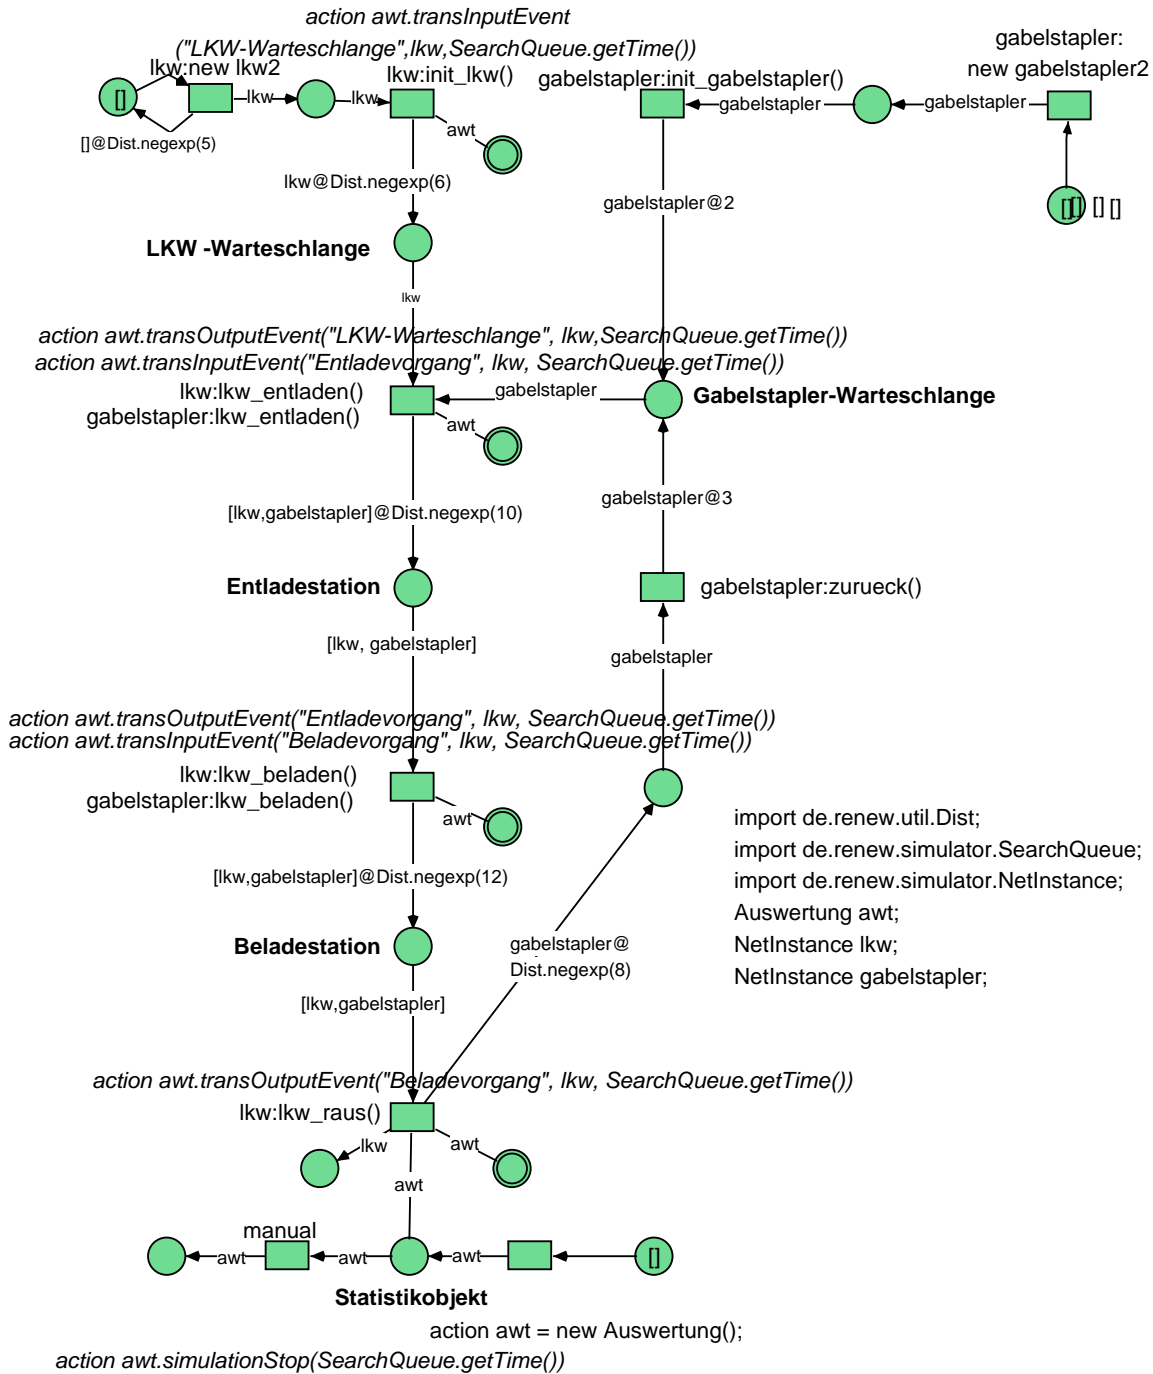 action awt.transInputEvent
("LKW-Warteschlange",lkw,SearchQueue.getTime())
gabelstapler:
new gabelstapler2
lkw:new lkw2
lkw:init_lkw()
gabelstapler:init_gabelstapler()
[]
lkw
lkw
gabelstapler
gabelstapler
[]@Dist.negexp(5)
awt
lkw@Dist.negexp(6)
gabelstapler@2
[] [] [] []
LKW -Warteschlange
lkw
action awt.transOutputEvent("LKW-Warteschlange", lkw,SearchQueue.getTime())
action awt.transInputEvent("Entladevorgang", lkw, SearchQueue.getTime())
lkw:lkw_entladen()
gabelstapler:lkw_entladen()
gabelstapler
Gabelstapler-Warteschlange
awt
gabelstapler@3
[lkw,gabelstapler]@Dist.negexp(10)
Entladestation
gabelstapler:zurueck()
[lkw, gabelstapler]
gabelstapler
action awt.transOutputEvent("Entladevorgang", lkw, SearchQueue.getTime())
action awt.transInputEvent("Beladevorgang", lkw, SearchQueue.getTime())
lkw:lkw_beladen()
gabelstapler:lkw_beladen()
awt
import de.renew.util.Dist;
import de.renew.simulator.SearchQueue;
import de.renew.simulator.NetInstance;
Auswertung awt;
NetInstance lkw;
NetInstance gabelstapler;
[lkw,gabelstapler]@Dist.negexp(12)
Beladestation
gabelstapler@
Dist.negexp(8)
[lkw,gabelstapler]
action awt.transOutputEvent("Beladevorgang", lkw, SearchQueue.getTime())
lkw:lkw_raus()
lkw
awt
awt
manual
awt
awt
awt
[]
Statistikobjekt
action awt = new Auswertung();
action awt.simulationStop(SearchQueue.getTime())